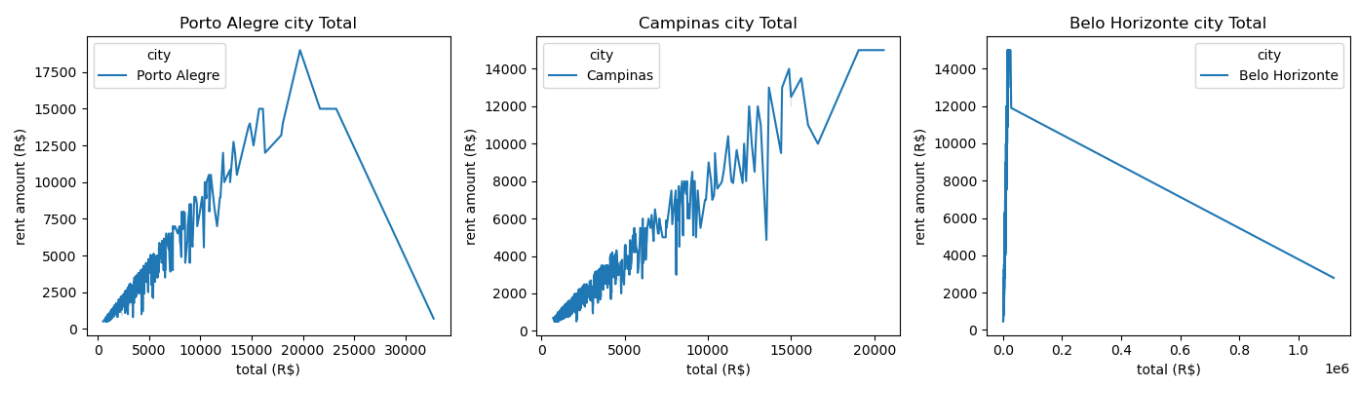 Porto Alegre city Total
city
Porto Alegre
rent amount (R$)
17500
15000
12500
10000
7500
5000
2500
0
0 5000 10000 15000 20000 25000 30000
total (R$)
Campinas city Total
city
Campinas
rent amount (R$)
14000
12000
10000
8000
6000
4000
2000
0
0 5000 10000 15000 20000
total (R$)
Belo Horizonte city Total
city
Belo Horizonte
rent amount (R$)
14000
12000
10000
8000
6000
4000
2000
0
0.0 0.2 0.4 0.6 0.8 1.0
1e6
total (R$)